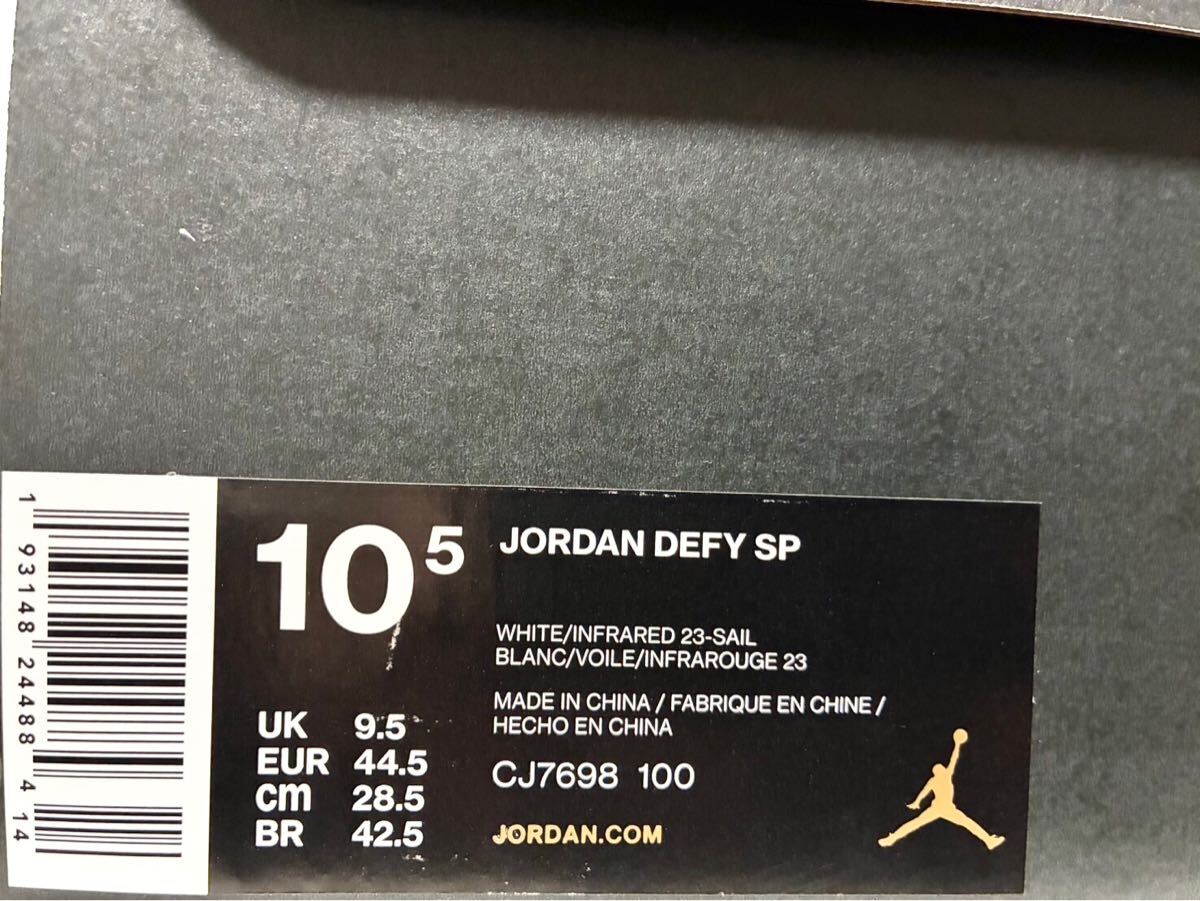 1 93148 24488 4 14
10 5
JORDAN DEFY SP
WHITE/INFRARED 23-SAIL
BLANC/VOILE/INFRAROUGE 23
MADE IN CHINA / FABRIQUE EN CHINE /
HECHO EN CHINA
UK 9.5
EUR 44.5
cm 28.5
BR 42.5
CJ7698 100
JORDAN.COM